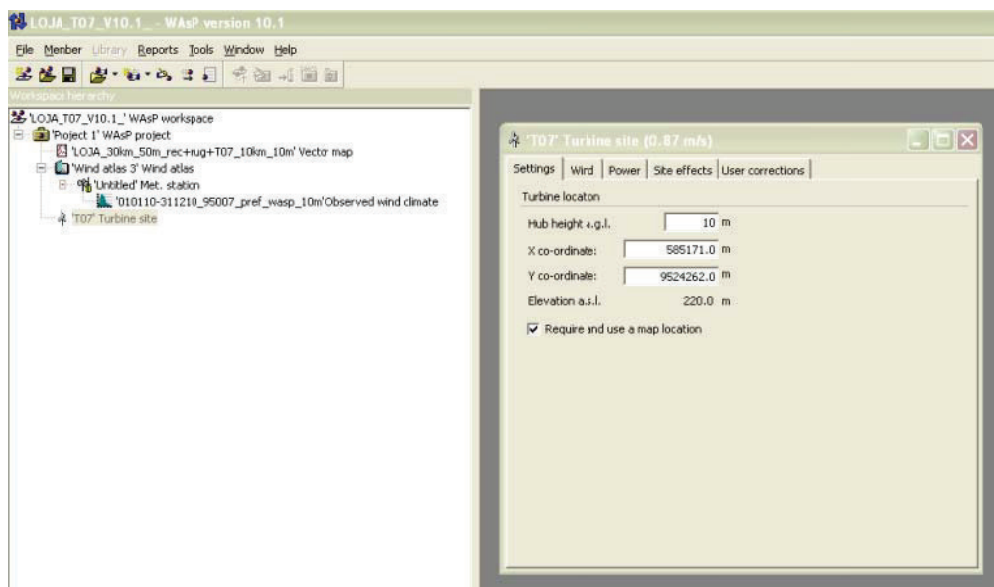 LOJA_T07_V10.1_ - WAsP version 10.1
File Member Library Reports Tools Window Help
Workspace hierarchy
'LOJA_T07_V10.1_' WAsP workspace
'Poject 1' WAsP project
'LOJA_30km_50m_rec+rug+T07_10km_10m' Vector map
'Wind atlas 3' Wind atlas
'Untitled' Met. station
'010110-311210_95007_pref_wasp_10m'Observed wind climate
'T07' Turbine site
'T07' Turbine site (0.87 m/s)
Settings Wird Power Site effects User corrections
Turbine locaton
Hub height a.g.l. 10 m
X co-ordinate: 585171.0 m
Y co-ordinate: 9524262.0 m
Elevation a.s.l. 220.0 m
Require and use a map location